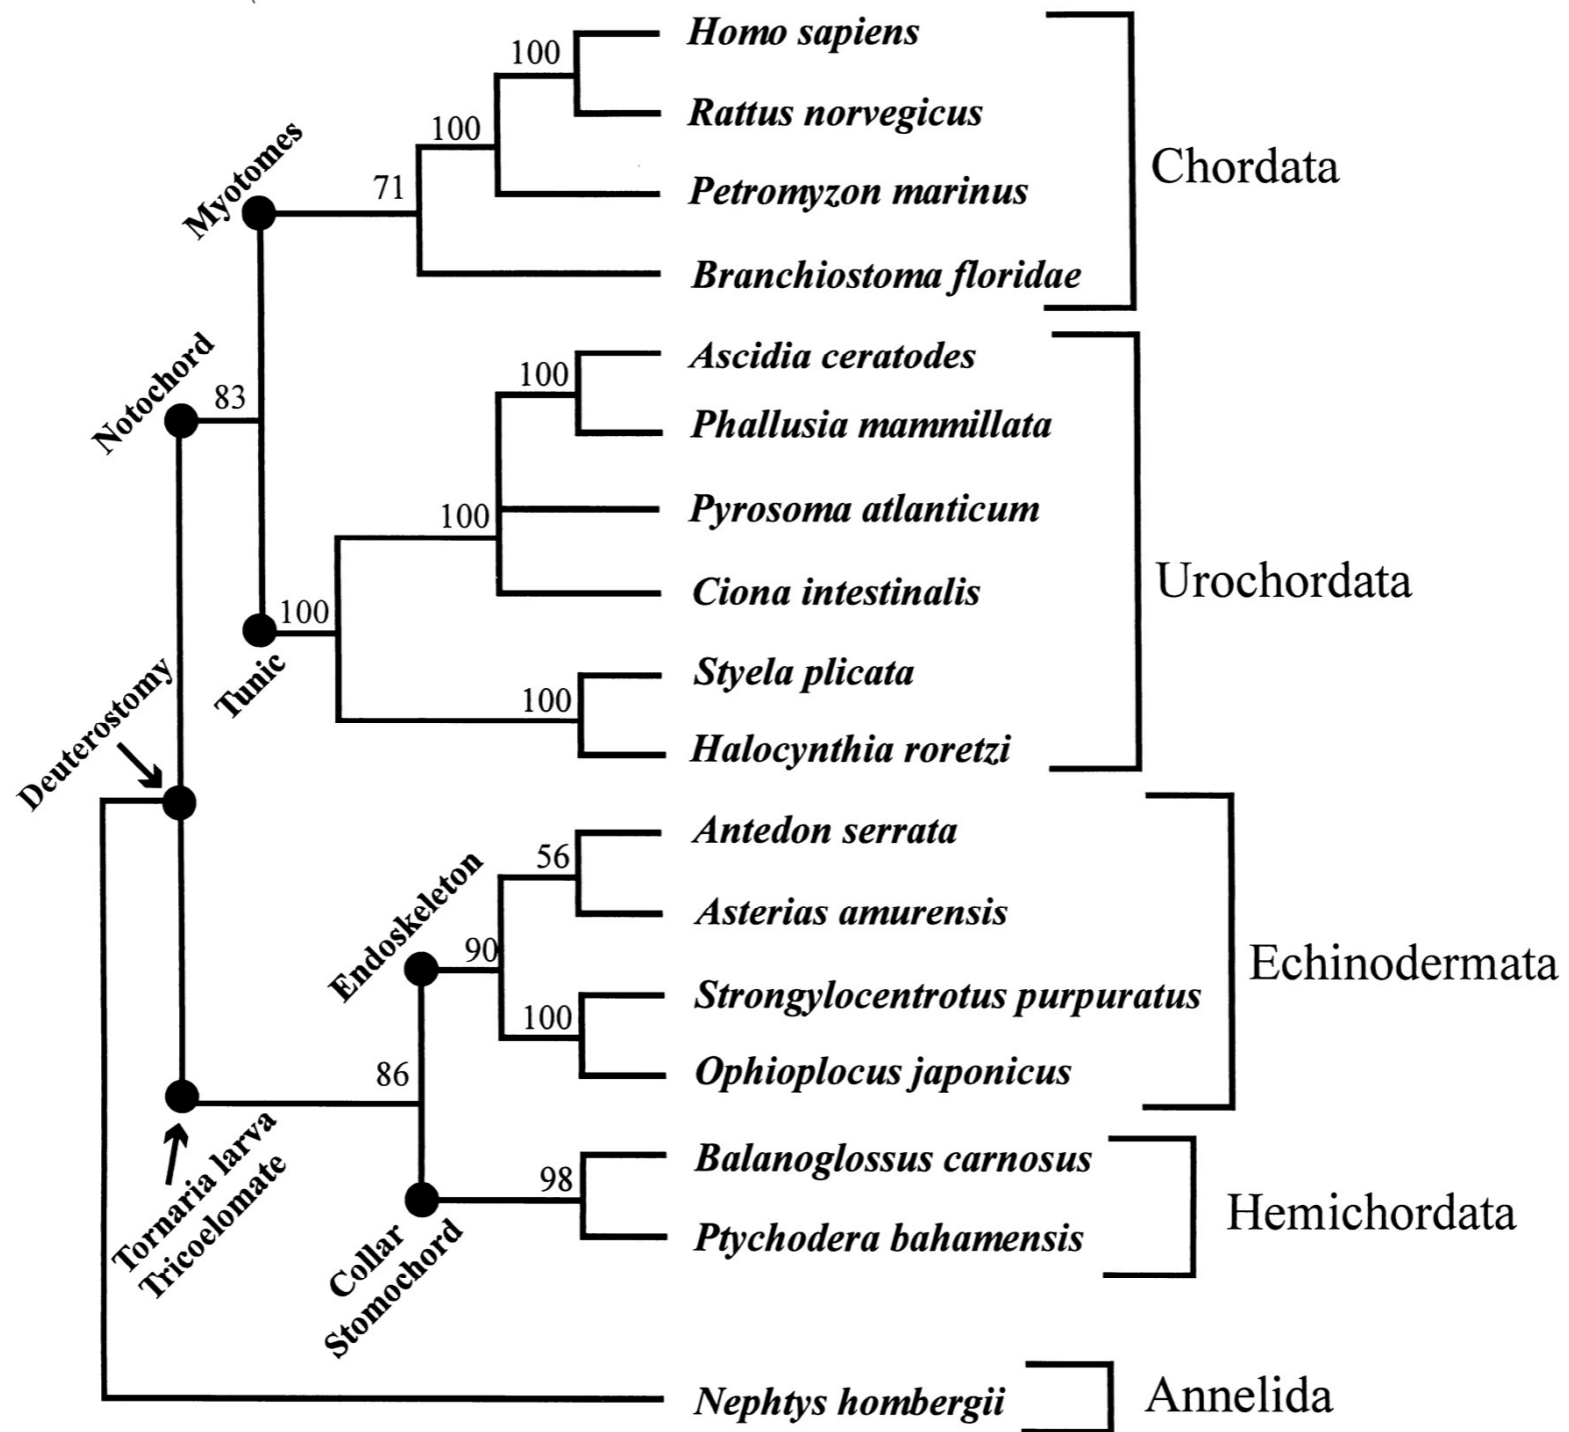 100
Homo sapiens
Rattus norvegicus
100
Petromyzon marinus
71
Branchiostoma floridae
Myotomes
Chordata
Notochord
83
100
Ascidia ceratodes
Phallusia mammillata
100
Pyrosoma atlanticum
Ciona intestinalis
100
Tunic
Styela plicata
100
Halocynthia roretzi
Urochordata
Deuterostomy
56
Antedon serrata
Asterias amurensis
Endoskeleton
90
Strongylocentrotus purpuratus
100
Ophioplocus japonicus
Echinodermata
86
Tornaria larva
Tricoelomate
Balanoglossus carnosus
98
Ptychodera bahamensis
Collar
Stomochord
Hemichordata
Nephtys hombergii
Annelida